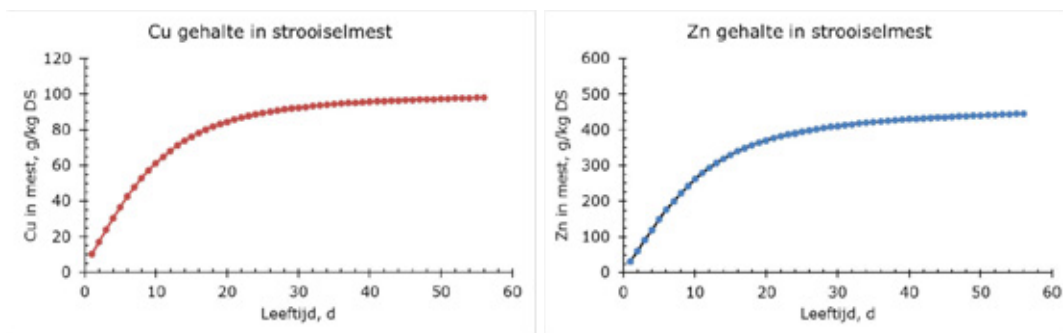 Cu gehalte in strooiselmest
Cu in mest, g/kg DS
120
100
80
60
40
20
0
0 10 20 30 40 50 60
Leeftijd, d
Zn gehalte in strooiselmest
Zn in mest, g/kg DS
600
500
400
300
200
100
0
0 10 20 30 40 50 60
Leeftijd, d